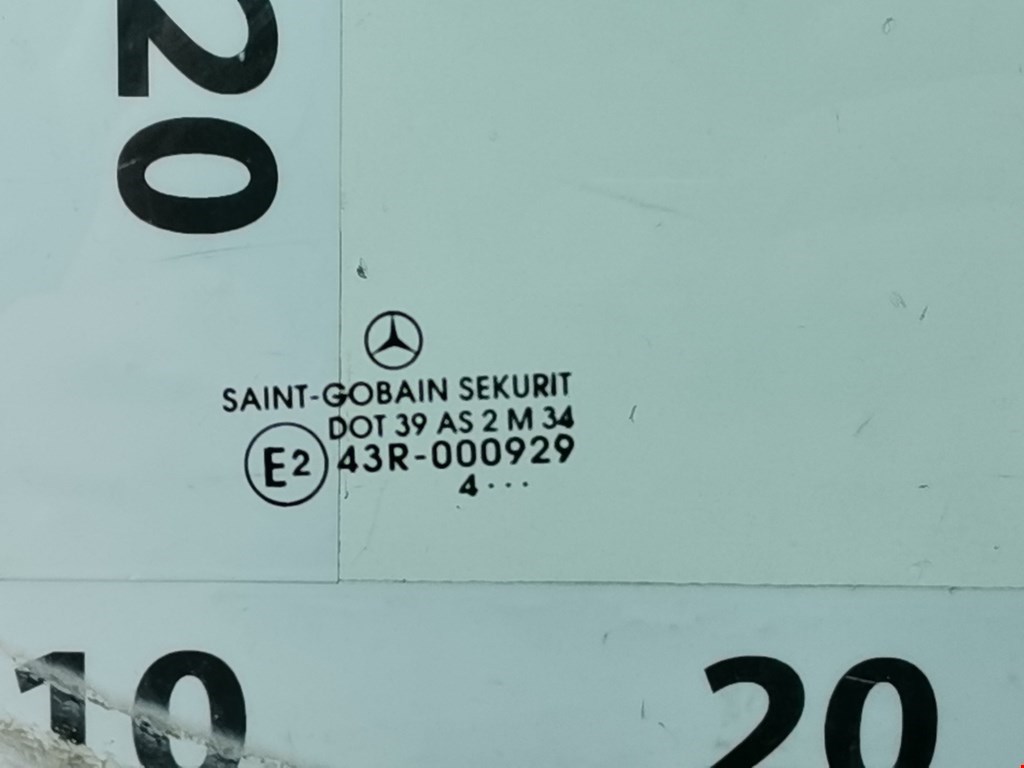 20
SAINT-GOBAIN SEKURIT
DOT 39 AS 2 M 34
E2 43R-000929
4 ...
10 20